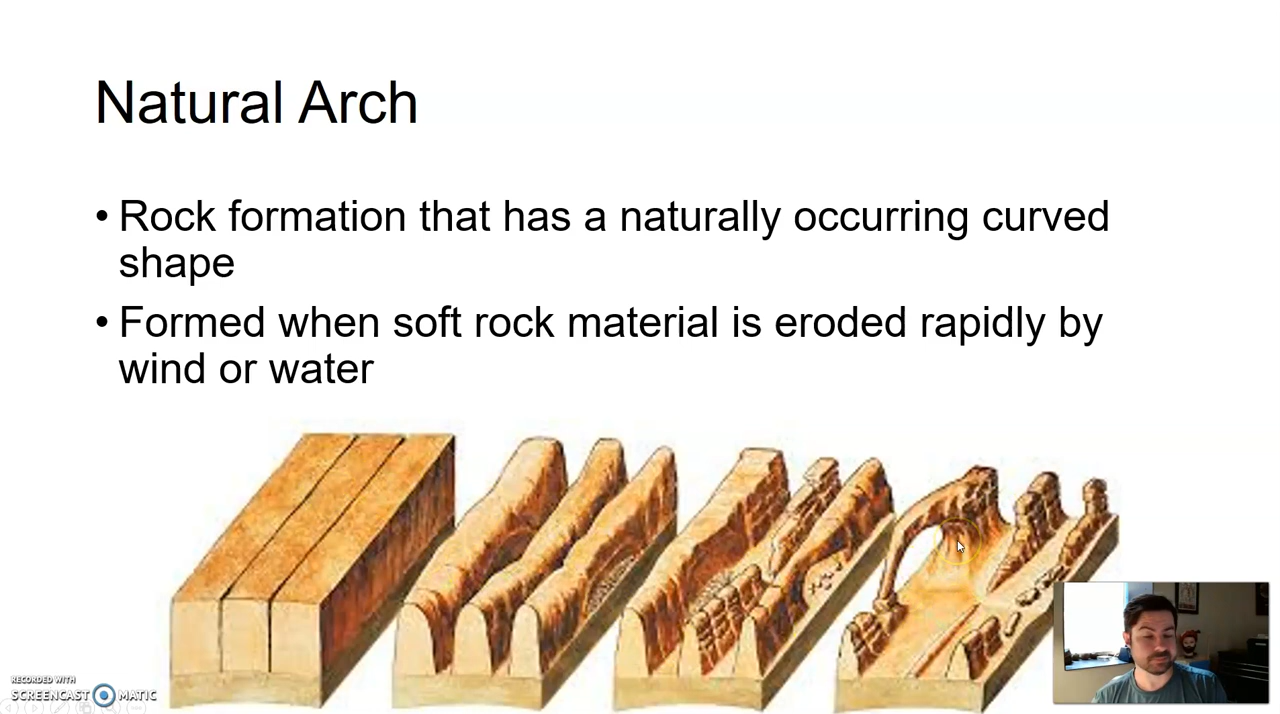 Natural Arch
• Rock formation that has a naturally occurring curved
shape
• Formed when soft rock material is eroded rapidly by
wind or water
RECORDED WITH
SCREENCAST MATIC